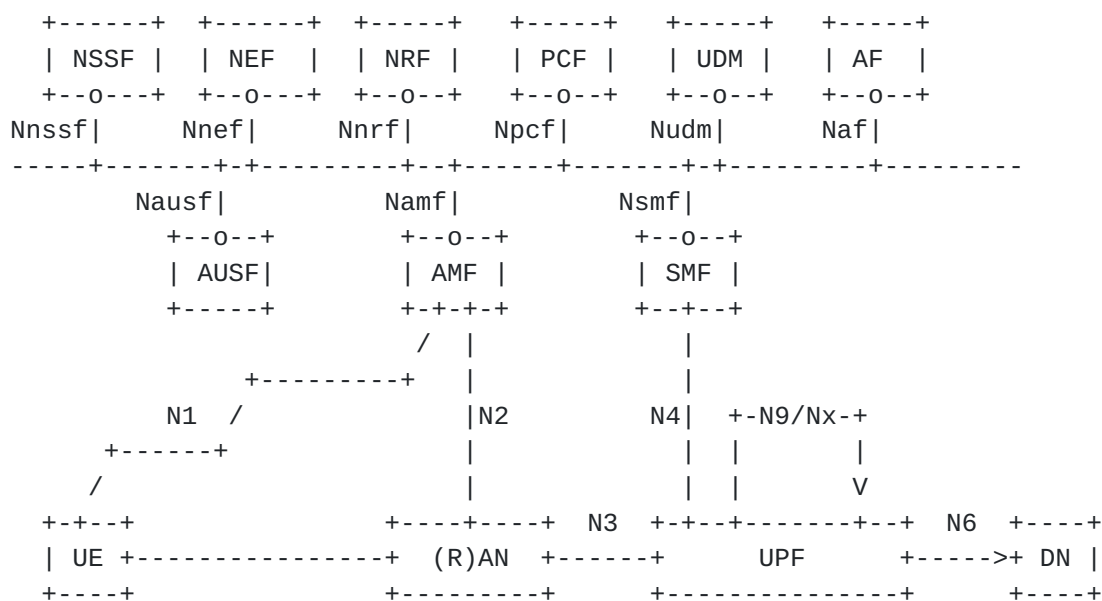 NSSF NEF NRF PCF UDM AF
Nnssf Nnef Nnrf Npcf Nudm Naf
Nausf Namf Nsmf
AUSF AMF SMF
N1 N2 N4 N9/Nx
V
N3 N6
UE (R)AN UPF DN